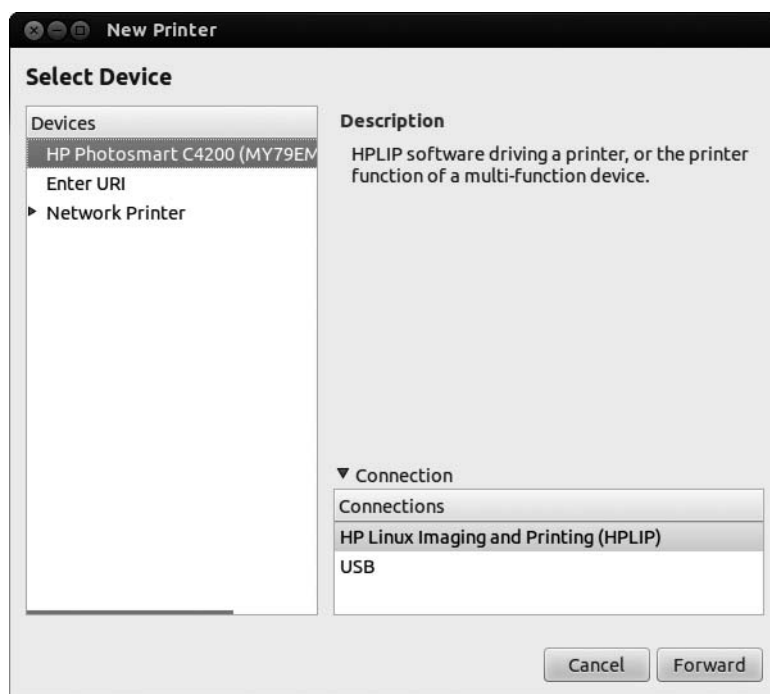 New Printer
Select Device
Devices
HP Photosmart C4200 (MY79EM
Enter URI
Network Printer
Description
HPLIP software driving a printer, or the printer
function of a multi-function device.
Connection
Connections
HP Linux Imaging and Printing (HPLIP)
USB
Cancel
Forward